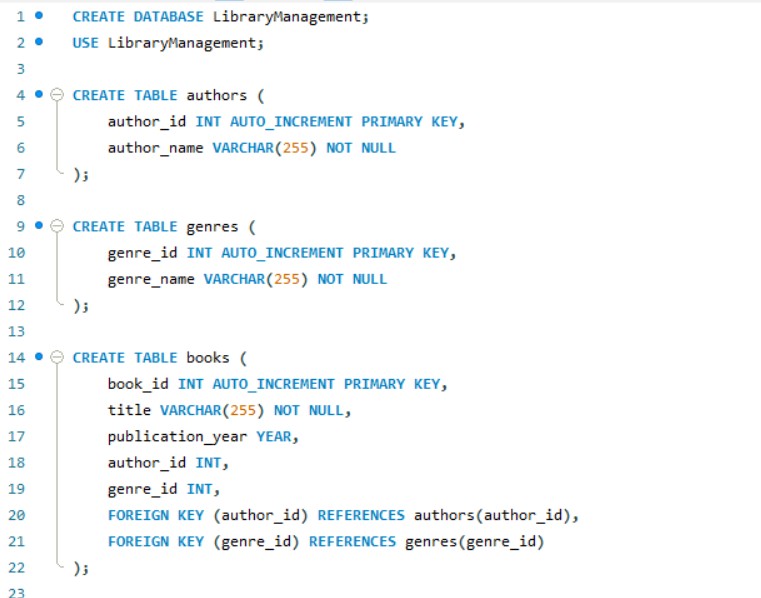 1 CREATE DATABASE LibraryManagement;
2 USE LibraryManagement;
3
4 CREATE TABLE authors (
5 author_id INT AUTO_INCREMENT PRIMARY KEY,
6 author_name VARCHAR(255) NOT NULL
7 );
8
9 CREATE TABLE genres (
10 genre_id INT AUTO_INCREMENT PRIMARY KEY,
11 genre_name VARCHAR(255) NOT NULL
12 );
13
14 CREATE TABLE books (
15 book_id INT AUTO_INCREMENT PRIMARY KEY,
16 title VARCHAR(255) NOT NULL,
17 publication_year YEAR,
18 author_id INT,
19 genre_id INT,
20 FOREIGN KEY (author_id) REFERENCES authors(author_id),
21 FOREIGN KEY (genre_id) REFERENCES genres(genre_id)
22 );
23